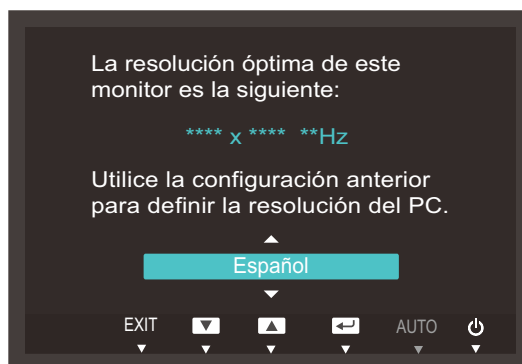 La resolución óptima de este
monitor es la siguiente:
**** x **** **Hz
Utilice la configuración anterior
para definir la resolución del PC.
Español
EXIT AUTO